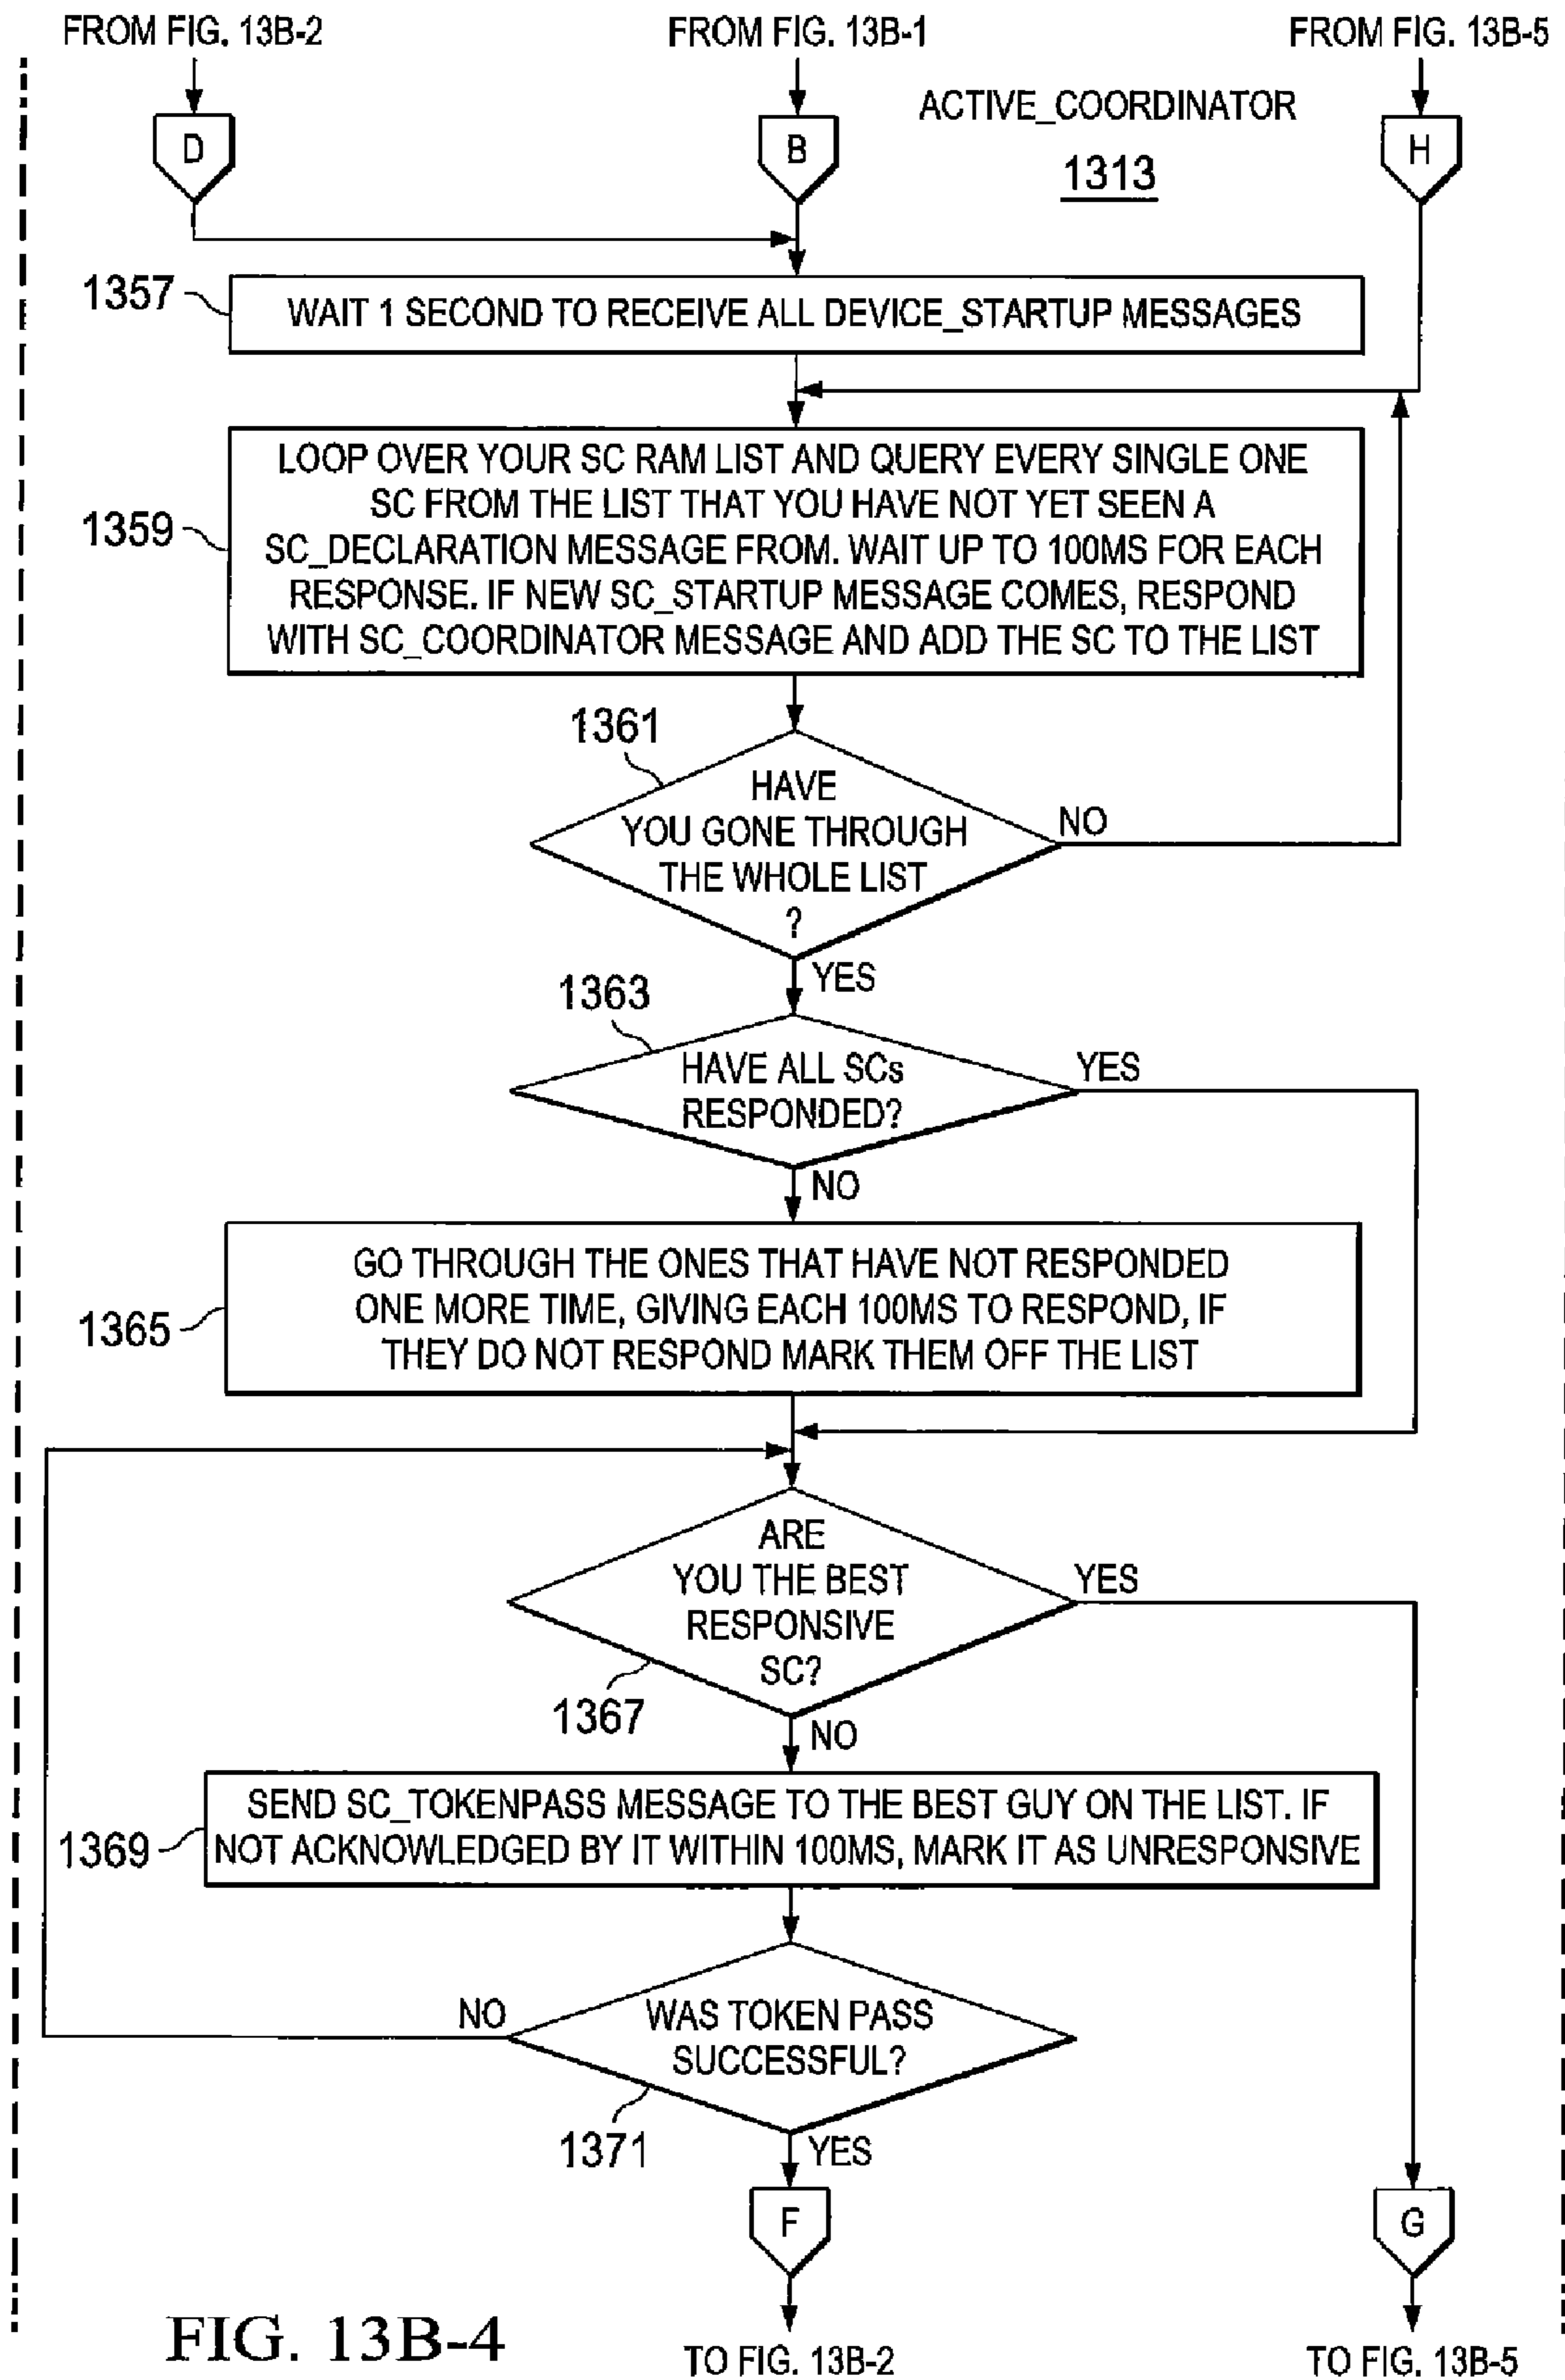 FROM FIG. 13B-2
FROM FIG. 13B-1
FROM FIG. 13B-5
D
B
ACTIVE_COORDINATOR
1313
H
1357
WAIT 1 SECOND TO RECEIVE ALL DEVICE_STARTUP MESSAGES
1359
LOOP OVER YOUR SC RAM LIST AND QUERY EVERY SINGLE ONE
SC FROM THE LIST THAT YOU HAVE NOT YET SEEN A
SC_DECLARATION MESSAGE FROM. WAIT UP TO 100MS FOR EACH
RESPONSE. IF NEW SC_STARTUP MESSAGE COMES, RESPOND
WITH SC_COORDINATOR MESSAGE AND ADD THE SC TO THE LIST
1361
HAVE
YOU GONE THROUGH
THE WHOLE LIST
?
NO
YES
1363
HAVE ALL SCs
RESPONDED?
YES
NO
1365
GO THROUGH THE ONES THAT HAVE NOT RESPONDED
ONE MORE TIME, GIVING EACH 100MS TO RESPOND, IF
THEY DO NOT RESPOND MARK THEM OFF THE LIST
ARE
YOU THE BEST
RESPONSIVE
SC?
YES
1367
NO
1369
SEND SC_TOKENPASS MESSAGE TO THE BEST GUY ON THE LIST. IF
NOT ACKNOWLEDGED BY IT WITHIN 100MS, MARK IT AS UNRESPONSIVE
NO
WAS TOKEN PASS
SUCCESSFUL?
1371
YES
F
G
FIG. 13B-4
TO FIG. 13B-2
TO FIG. 13B-5